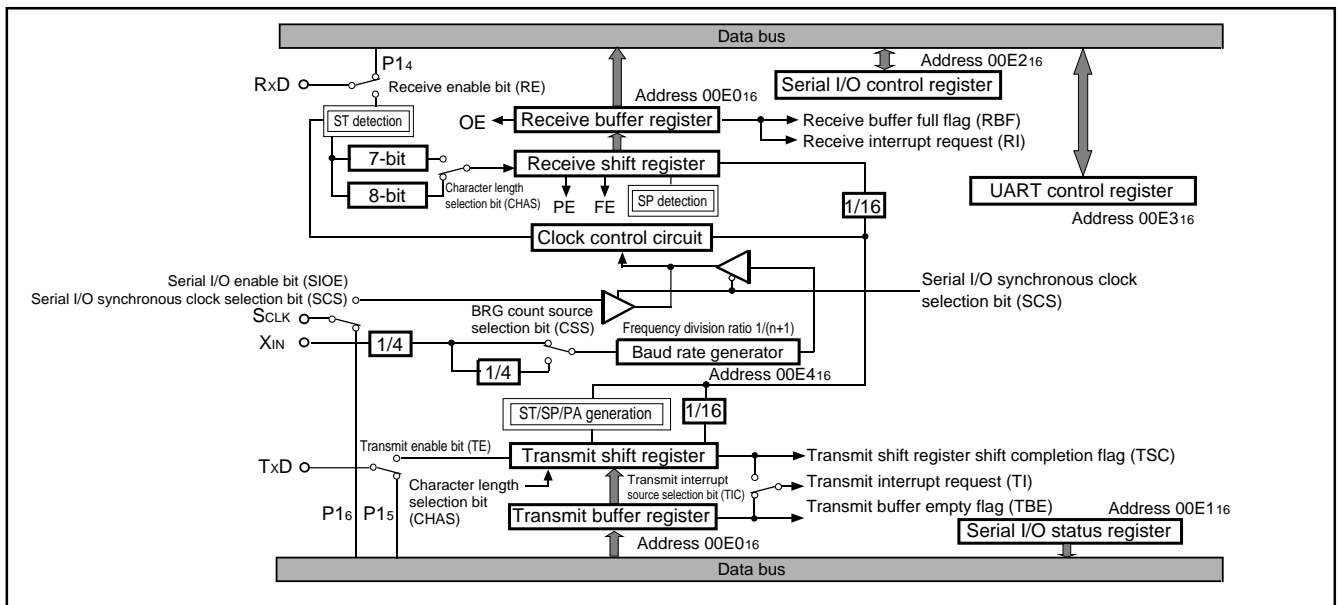 Data bus
P14
RxD
Receive enable bit (RE)
Address 00E216
Serial I/O control register
Address 00E016
ST detection
OE
Receive buffer register
Receive buffer full flag (RBF)
Receive interrupt request (RI)
7-bit
Receive shift register
8-bit
Character length
selection bit (CHAS)
PE
FE
SP detection
1/16
UART control register
Address 00E316
Clock control circuit
Serial I/O enable bit (SIOE)
Serial I/O synchronous clock selection bit (SCS)
Serial I/O synchronous clock
selection bit (SCS)
SCLK
BRG count source
selection bit (CSS)
Frequency division ratio 1/(n+1)
XIN
1/4
Baud rate generator
1/4
Address 00E416
ST/SP/PA generation
1/16
Transmit enable bit (TE)
Transmit shift register
Transmit shift register shift completion flag (TSC)
TxD
Character length
selection bit
(CHAS)
Transmit interrupt
source selection bit (TIC)
Transmit interrupt request (TI)
P16
P15
Transmit buffer register
Transmit buffer empty flag (TBE)
Address 00E116
Serial I/O status register
Address 00E016
Data bus